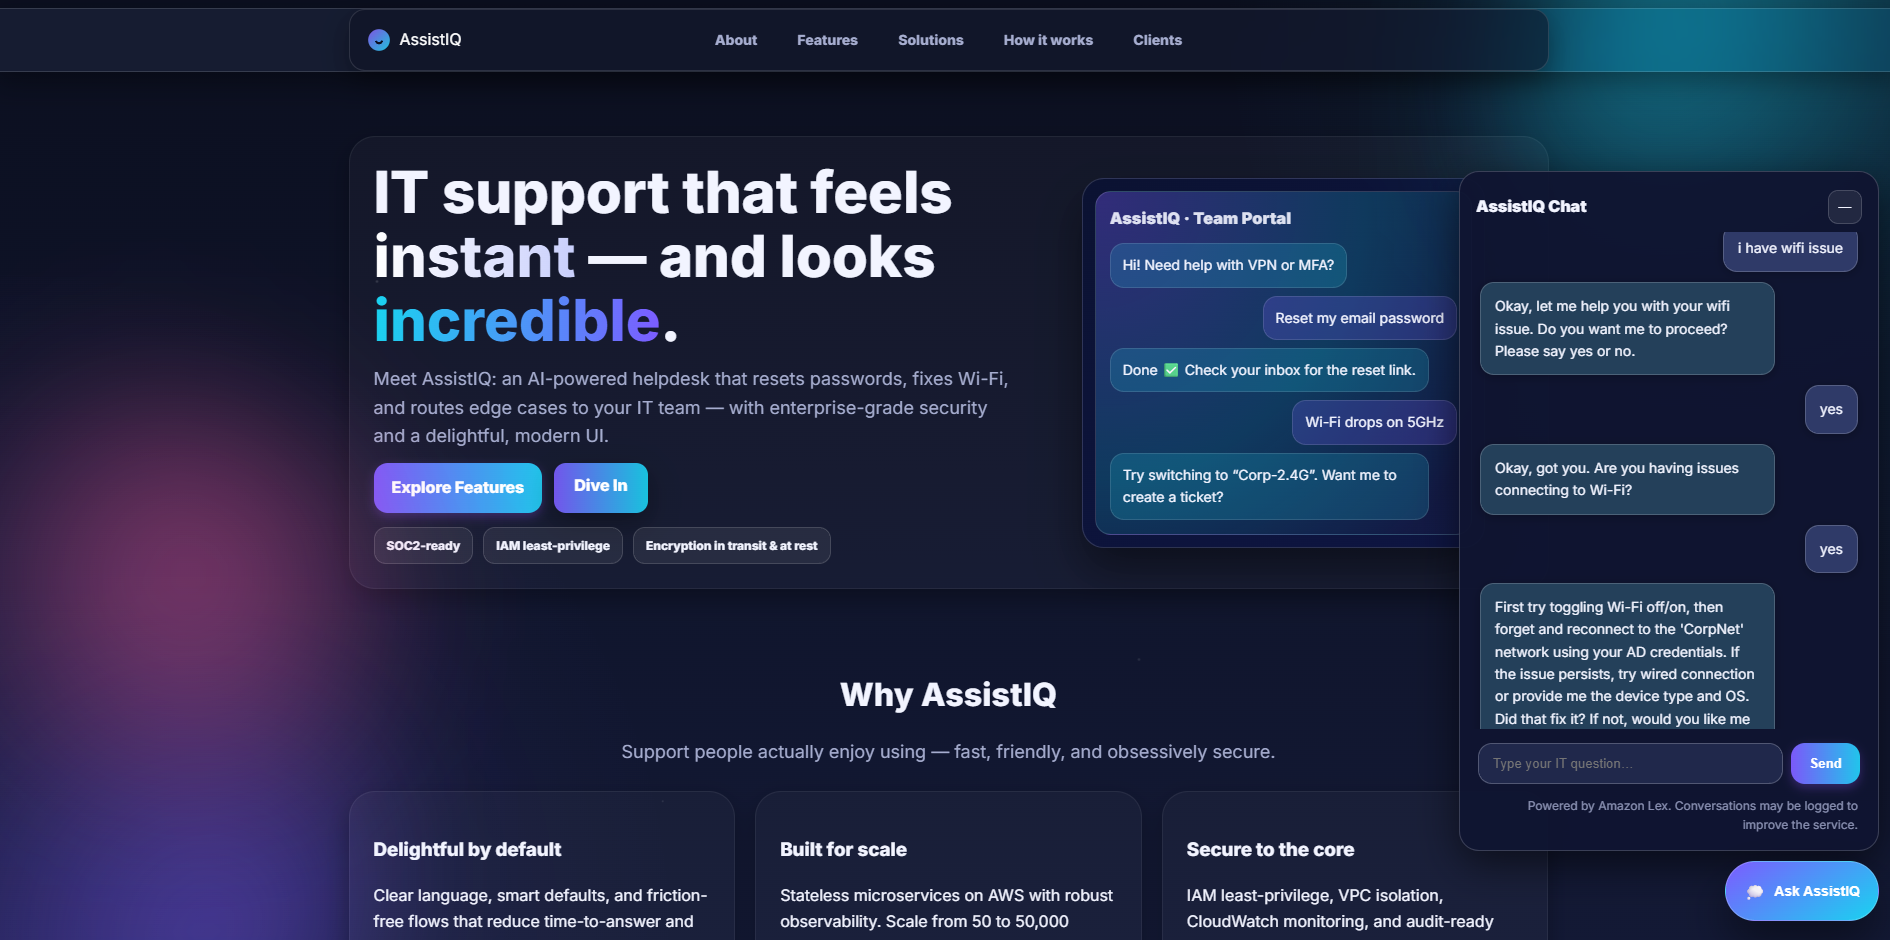 AssistIQ
About
Features
Solutions
How it works
Clients
IT support that feels
instant — and looks
incredible.
Meet AssistIQ: an AI-powered helpdesk that resets passwords, fixes Wi-Fi,
and routes edge cases to your IT team — with enterprise-grade security
and a delightful, modern UI.
Explore Features
Dive In
SOC2-ready
IAM least-privilege
Encryption in transit & at rest
AssistIQ · Team Portal
Hi! Need help with VPN or MFA?
Reset my email password
Done ✅ Check your inbox for the reset link.
Wi-Fi drops on 5GHz
Try switching to “Corp-2.4G”. Want me to
create a ticket?
AssistIQ Chat
—
i have wifi issue
Okay, let me help you with your wifi
issue. Do you want me to proceed?
Please say yes or no.
yes
Okay, got you. Are you having issues
connecting to Wi-Fi?
yes
First try toggling Wi-Fi off/on, then
forget and reconnect to the 'CorpNet'
network using your AD credentials. If
the issue persists, try wired connection
or provide me the device type and OS.
Did that fix it? If not, would you like me
Type your IT question...
Send
Powered by Amazon Lex. Conversations may be logged to
improve the service.
Ask AssistIQ
Why AssistIQ
Support people actually enjoy using — fast, friendly, and obsessively secure.
Delightful by default
Clear language, smart defaults, and friction-
free flows that reduce time-to-answer and
Built for scale
Stateless microservices on AWS with robust
observability. Scale from 50 to 50,000
Secure to the core
IAM least-privilege, VPC isolation,
CloudWatch monitoring, and audit-ready